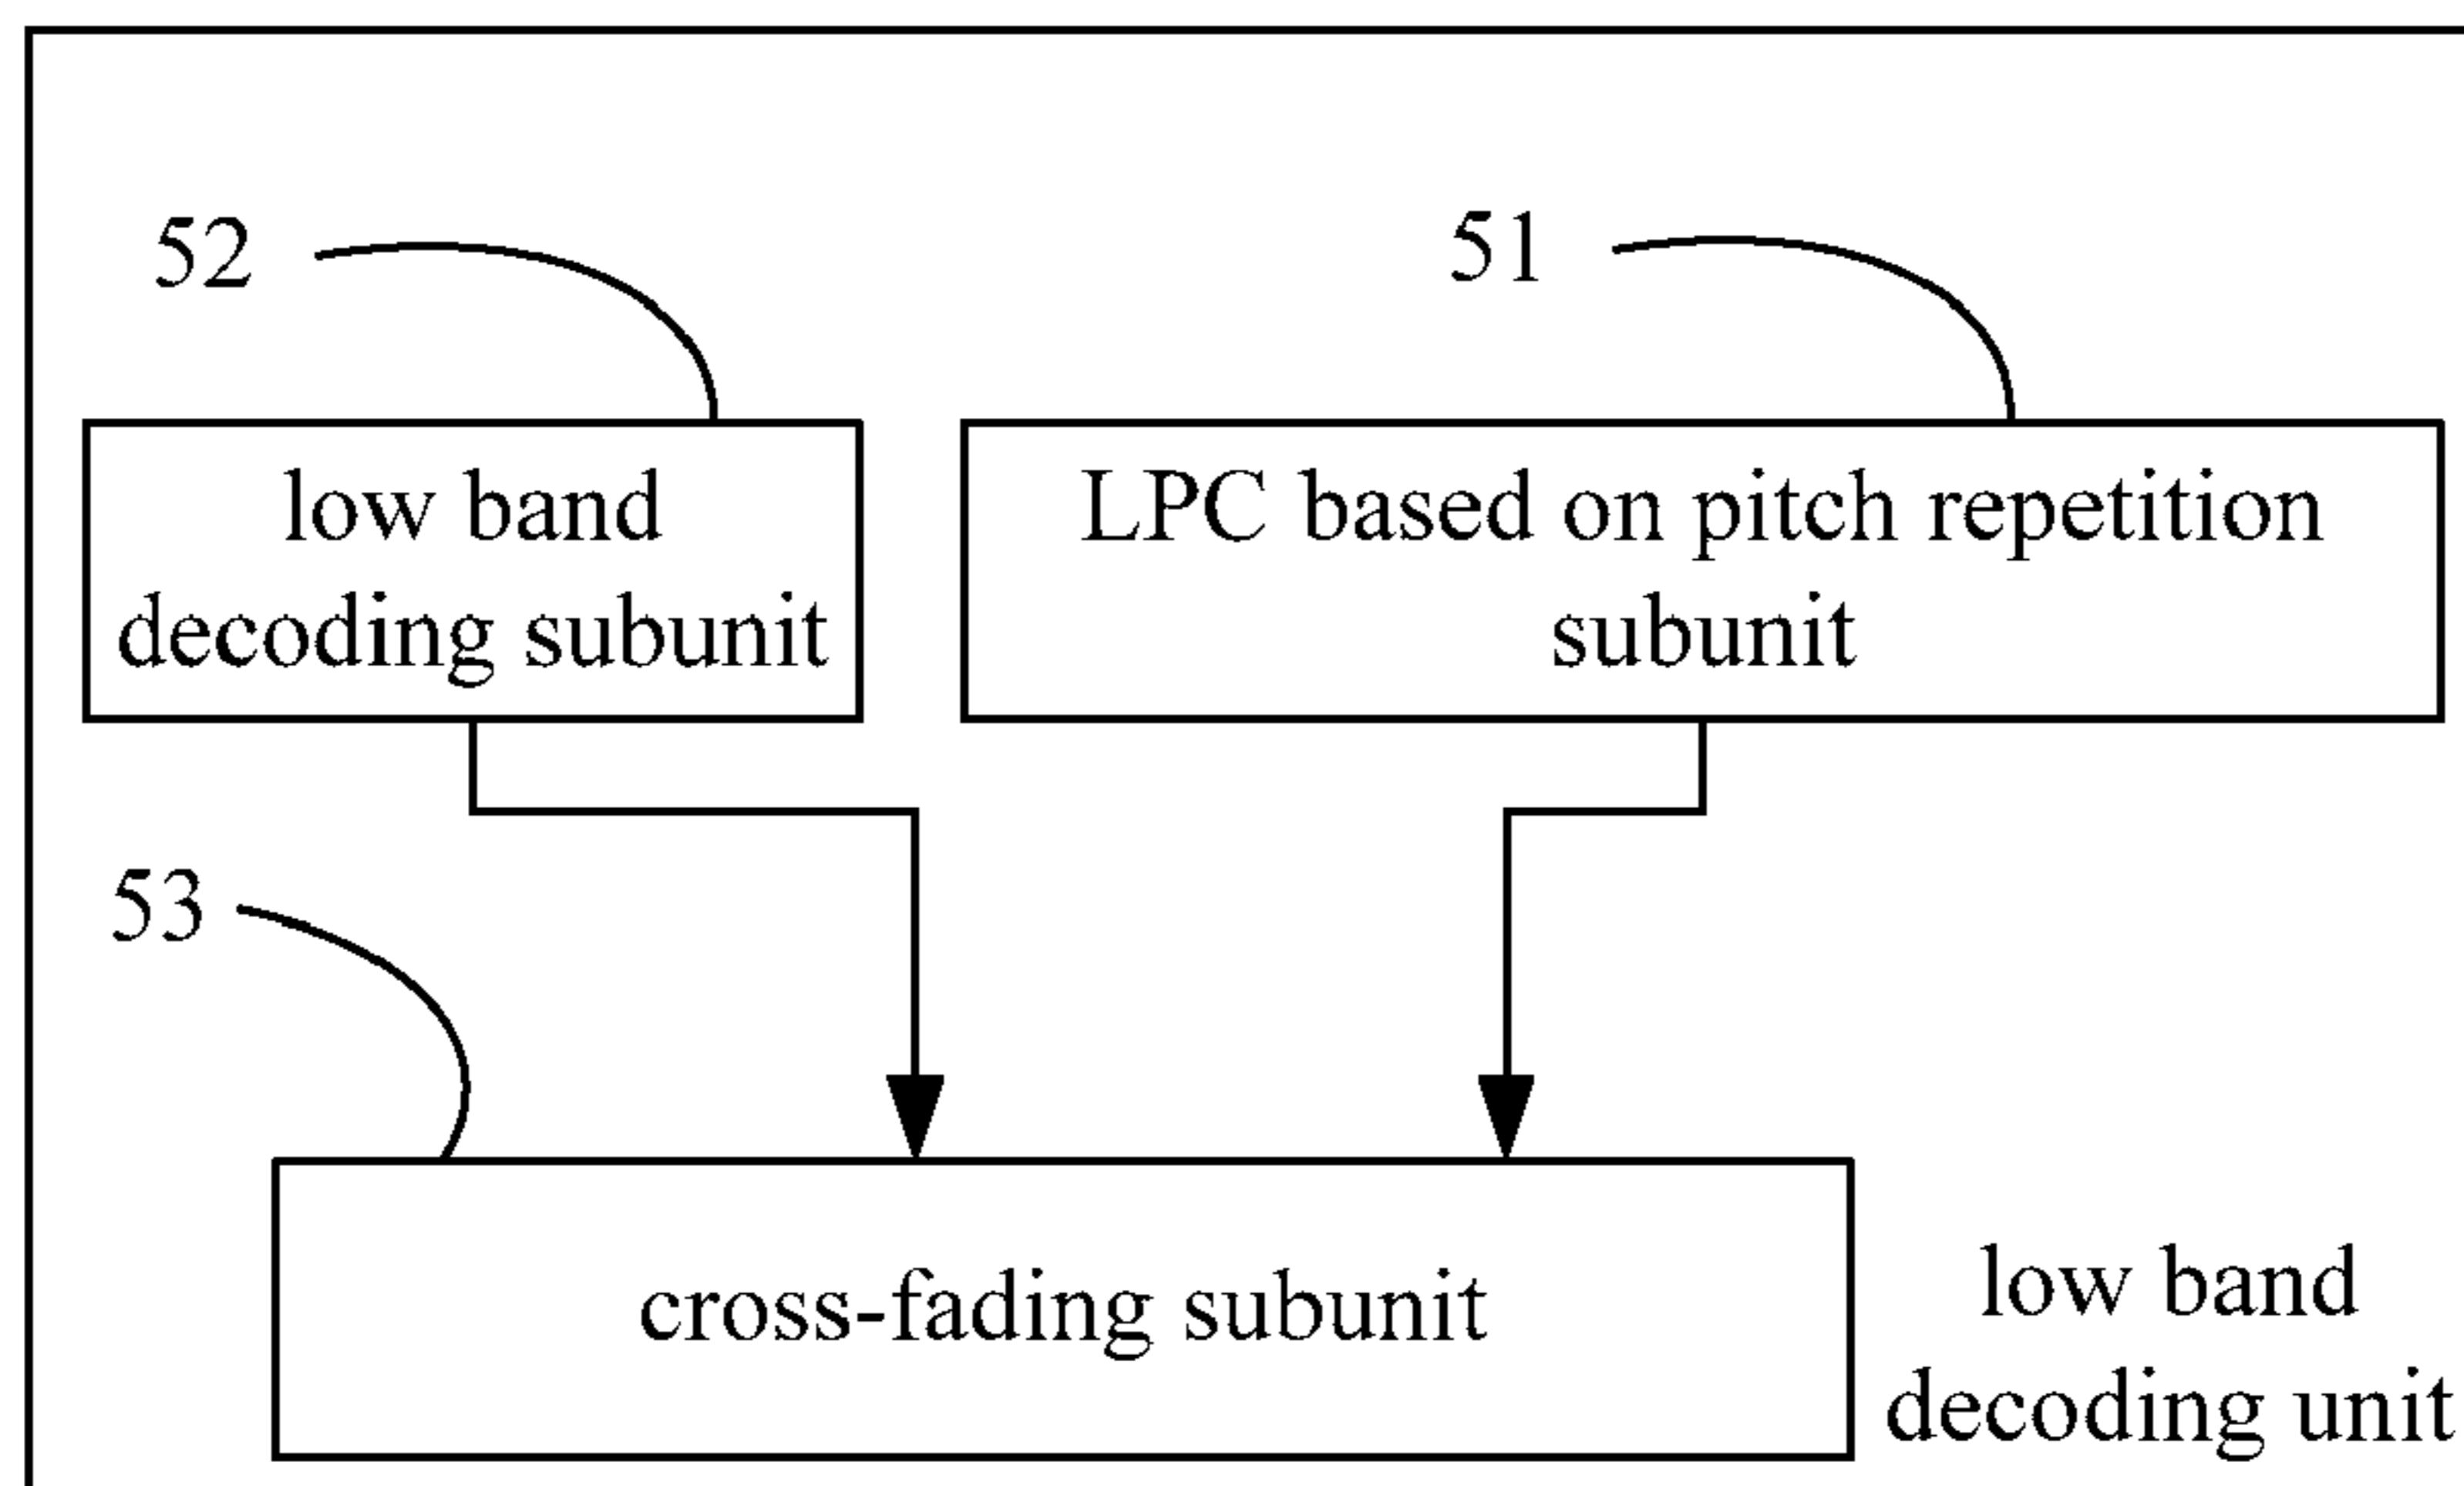 52
51
low band
decoding subunit
LPC based on pitch repetition
subunit
53
cross-fading subunit
low band
decoding unit